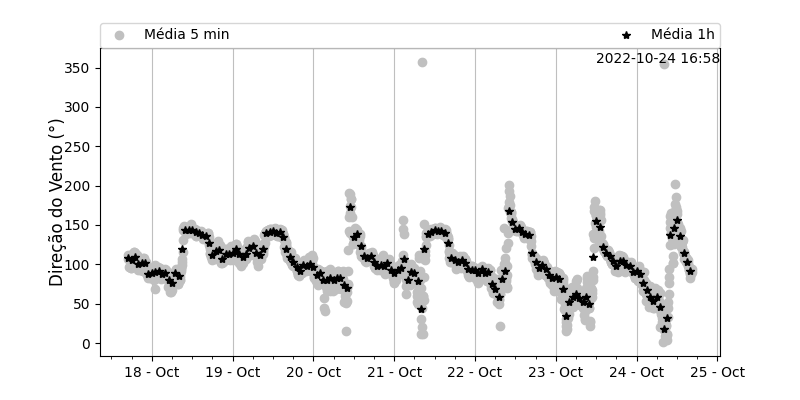 Média 5 min
Média 1h
2022-10-24 16:58
Direção do Vento (°)
350
300
250
200
150
100
50
0
18 - Oct
19 - Oct
20 - Oct
21 - Oct
22 - Oct
23 - Oct
24 - Oct
25 - Oct